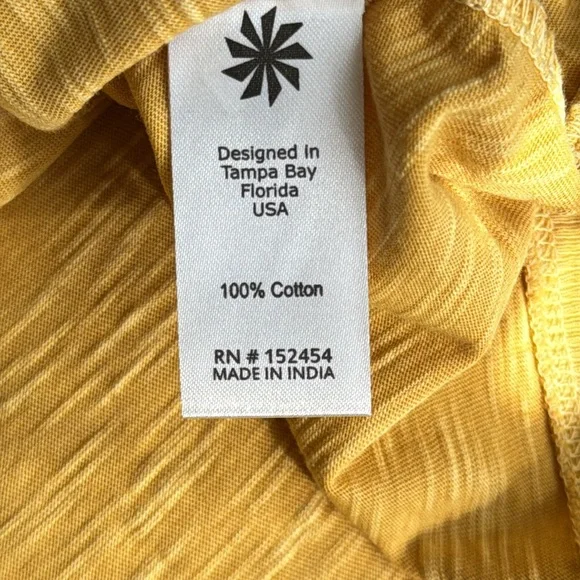 Designed in
Tampa Bay
Florida
USA
100% Cotton
RN # 152454
MADE IN INDIA